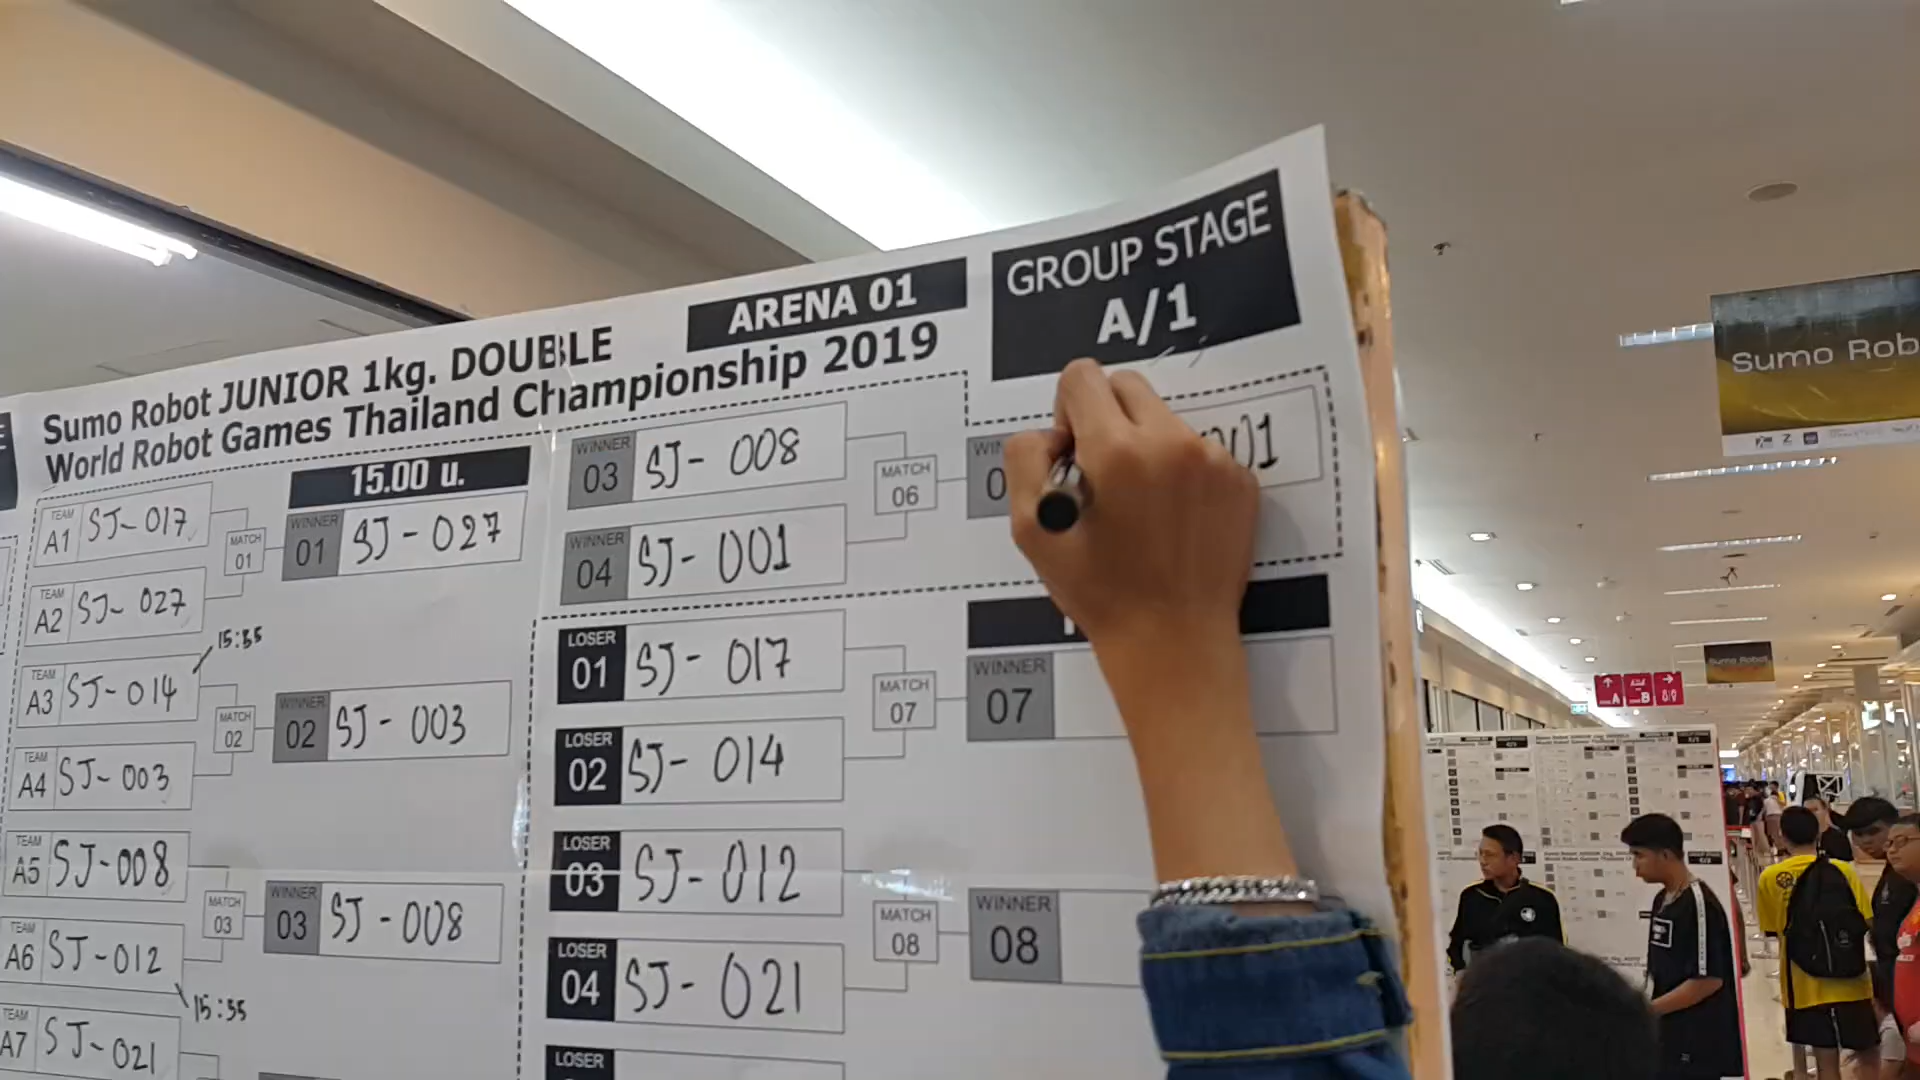 GROUP STAGE
A/1
ARENA 01
Sumo Robot JUNIOR 1kg. DOUBLE
World Robot Games Thailand Championship 2019
15.00 น.
TEAM A1 SJ-017
TEAM A2 SJ-027
MATCH 01
WINNER 01 SJ-027
15:55
TEAM A3 SJ-014
TEAM A4 SJ-003
MATCH 02
WINNER 02 SJ-003
TEAM A5 SJ-008
TEAM A6 SJ-012
MATCH 03
WINNER 03 SJ-008
15:55
TEAM A7 SJ-021
WINNER 03 SJ-008
WINNER 04 SJ-001
MATCH 06
001
LOSER 01 SJ-017
LOSER 02 SJ-014
MATCH 07
WINNER 07
LOSER 03 SJ-012
LOSER 04 SJ-021
MATCH 08
WINNER 08
LOSER
Sumo Rob
Sumo Robot
A
B